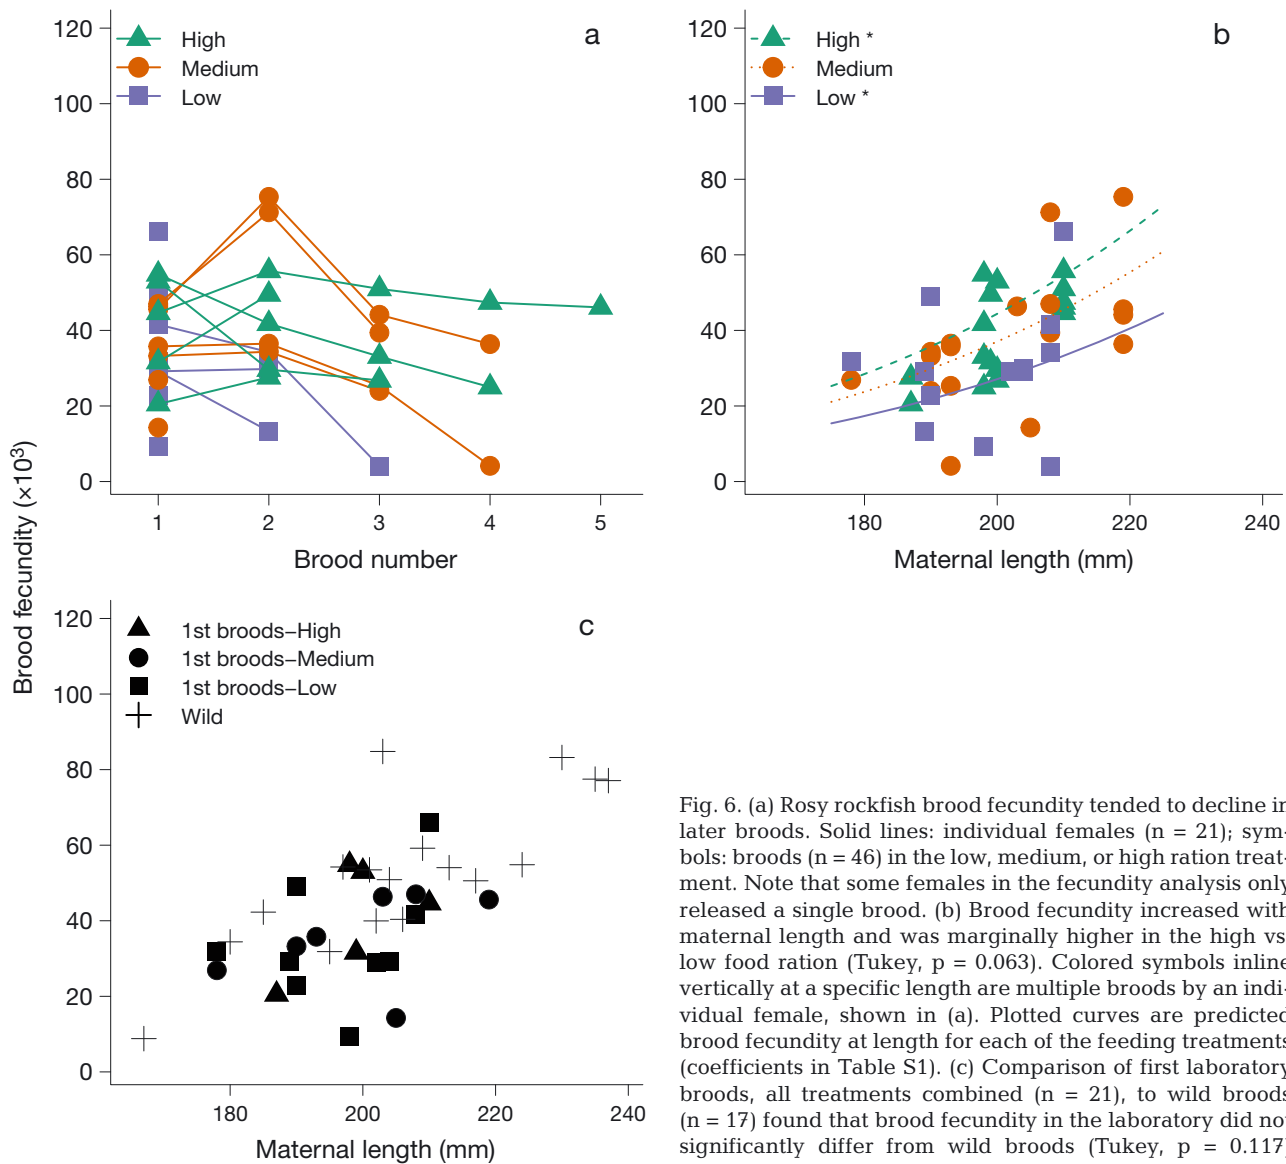 a
High
Medium
Low
120
100
80
60
40
20
0
1 2 3 4 5
Brood number
b
High *
Medium
Low *
120
100
80
60
40
20
0
180 200 220 240
Maternal length (mm)
Brood fecundity (×10³)
c
1st broods–High
1st broods–Medium
1st broods–Low
Wild
120
100
80
60
40
20
0
180 200 220 240
Maternal length (mm)
Fig. 6. (a) Rosy rockfish brood fecundity tended to decline in
later broods. Solid lines: individual females (n = 21); sym-
bols: broods (n = 46) in the low, medium, or high ration treat-
ment. Note that some females in the fecundity analysis only
released a single brood. (b) Brood fecundity increased with
maternal length and was marginally higher in the high vs
low food ration (Tukey, p = 0.063). Colored symbols inline
vertically at a specific length are multiple broods by an indi-
vidual female, shown in (a). Plotted curves are predicted
brood fecundity at length for each of the feeding treatments
(coefficients in Table S1). (c) Comparison of first laboratory
broods, all treatments combined (n = 21), to wild broods
(n = 17) found that brood fecundity in the laboratory did not
significantly differ from wild broods (Tukey, p = 0.117)